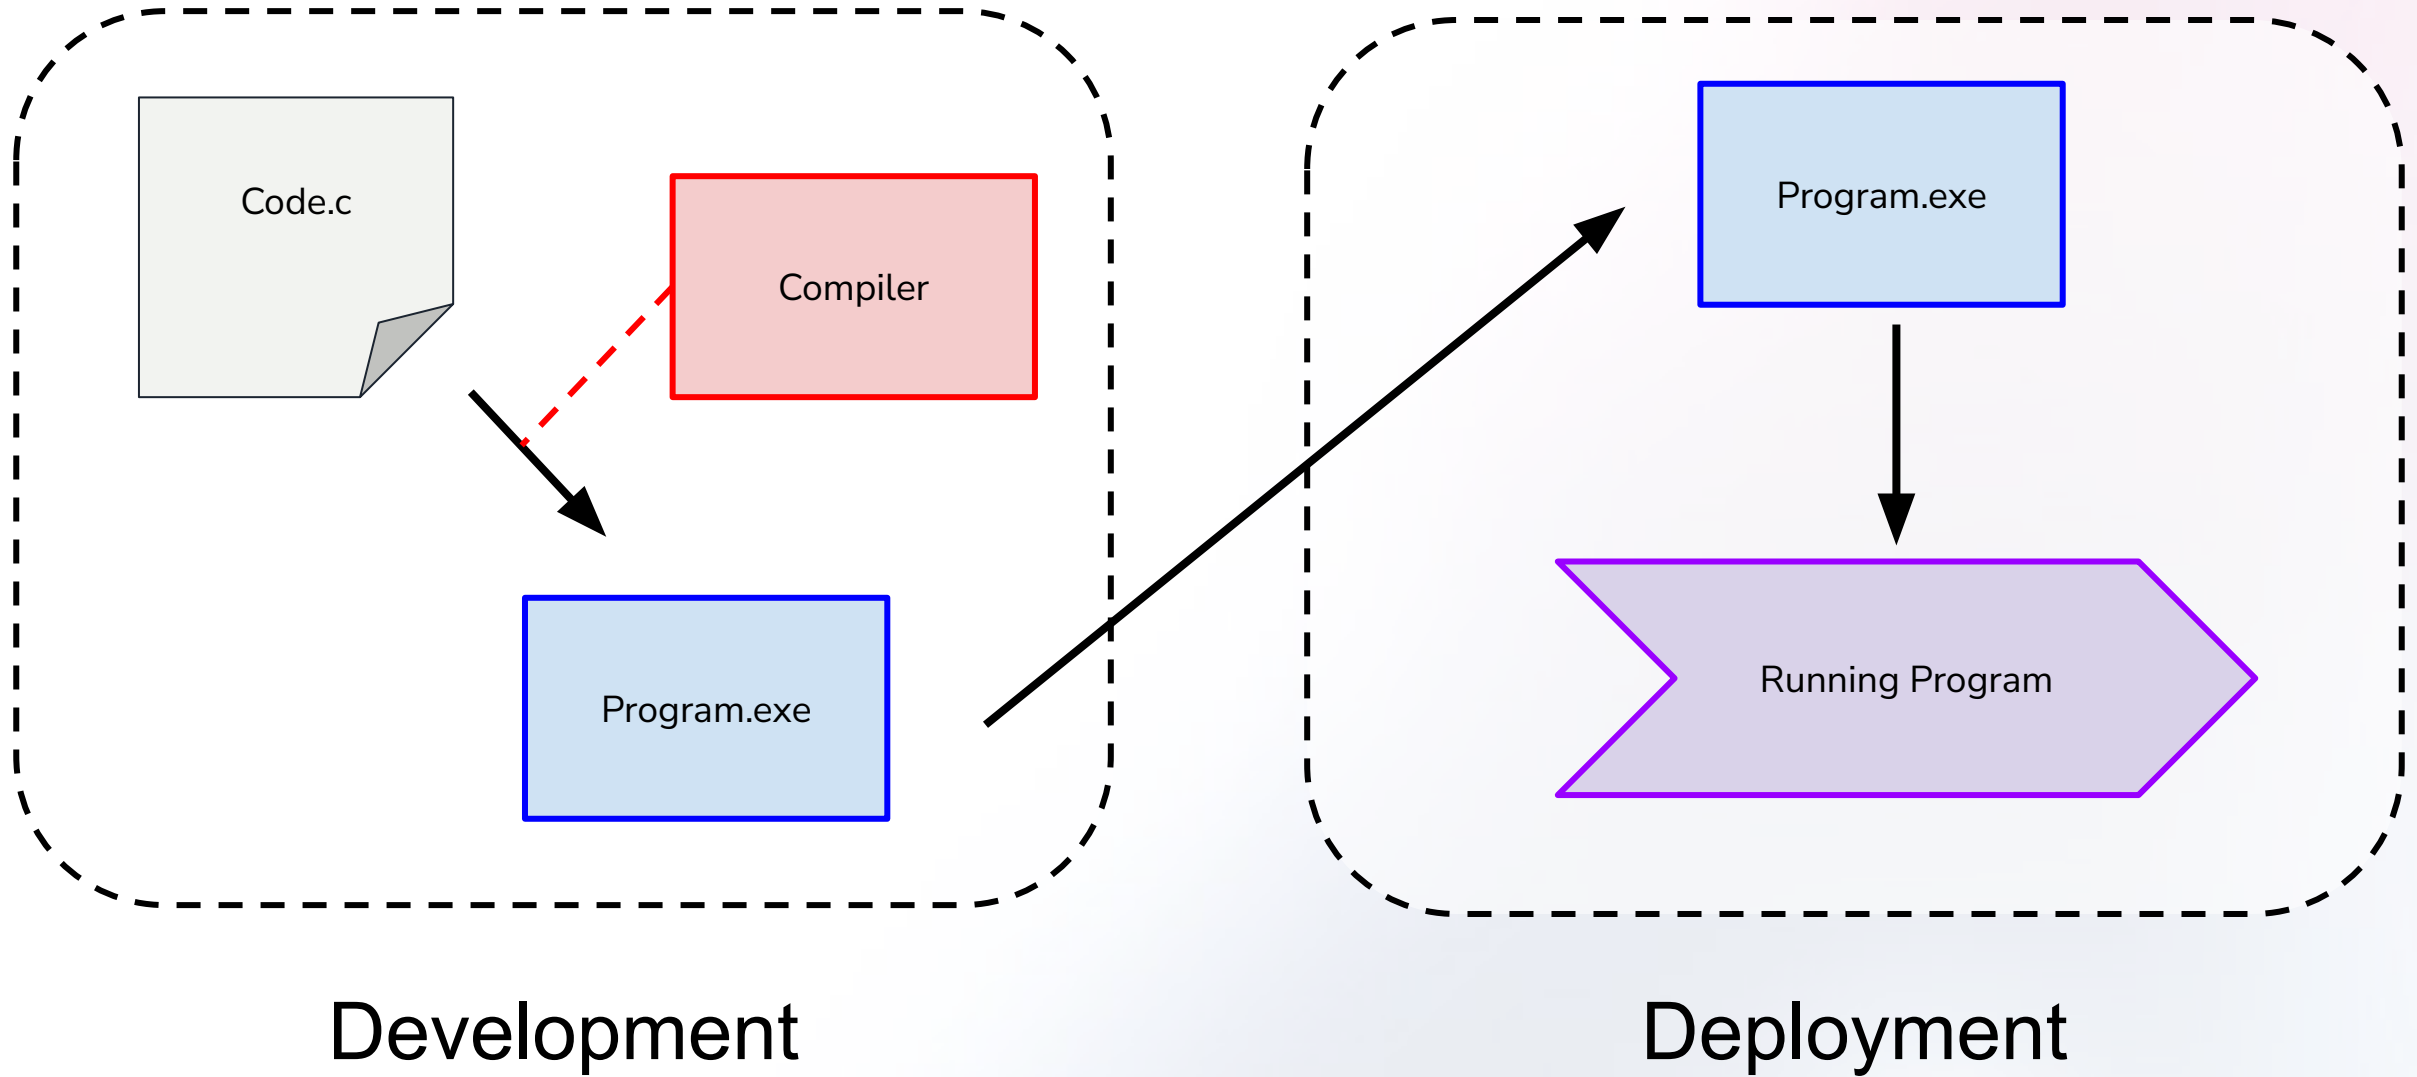 Code.c
Compiler
Program.exe
Development
Program.exe
Running Program
Deployment